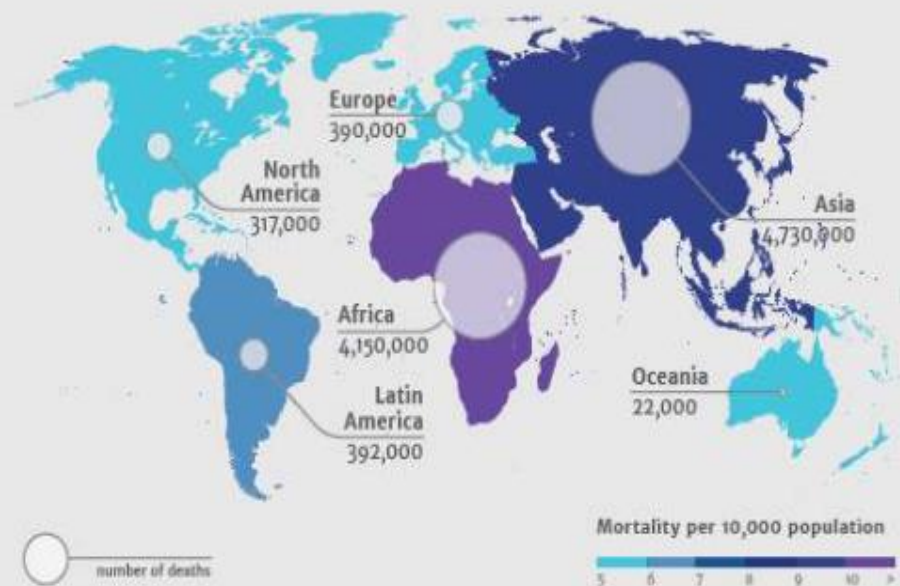 Europe
390,000
North
America
317,000
Asia
4,730,000
Africa
4,150,000
Oceania
22,000
Latin
America
392,000
Mortality per 10,000 population
number of deaths
5 6 7 8 9 10 >